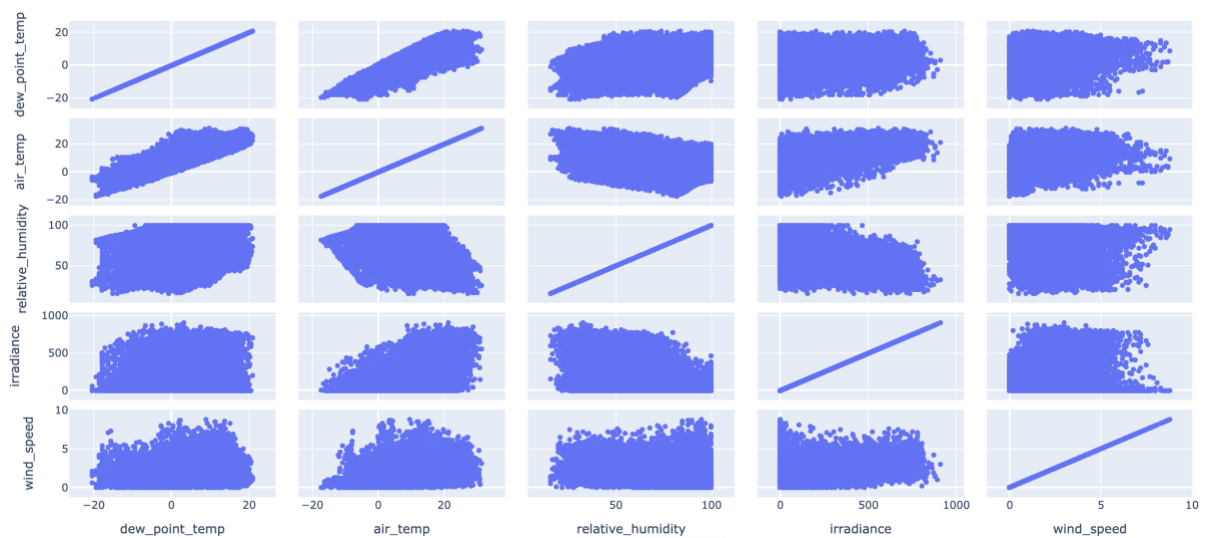 dew_point_temp
20
0
−20
air_temp
20
0
−20
relative_humidity
100
50
irradiance
1000
500
0
wind_speed
10
5
0
−20 0 20 −20 0 20 50 100 0 500 1000 0 5 10
dew_point_temp air_temp relative_humidity irradiance wind_speed